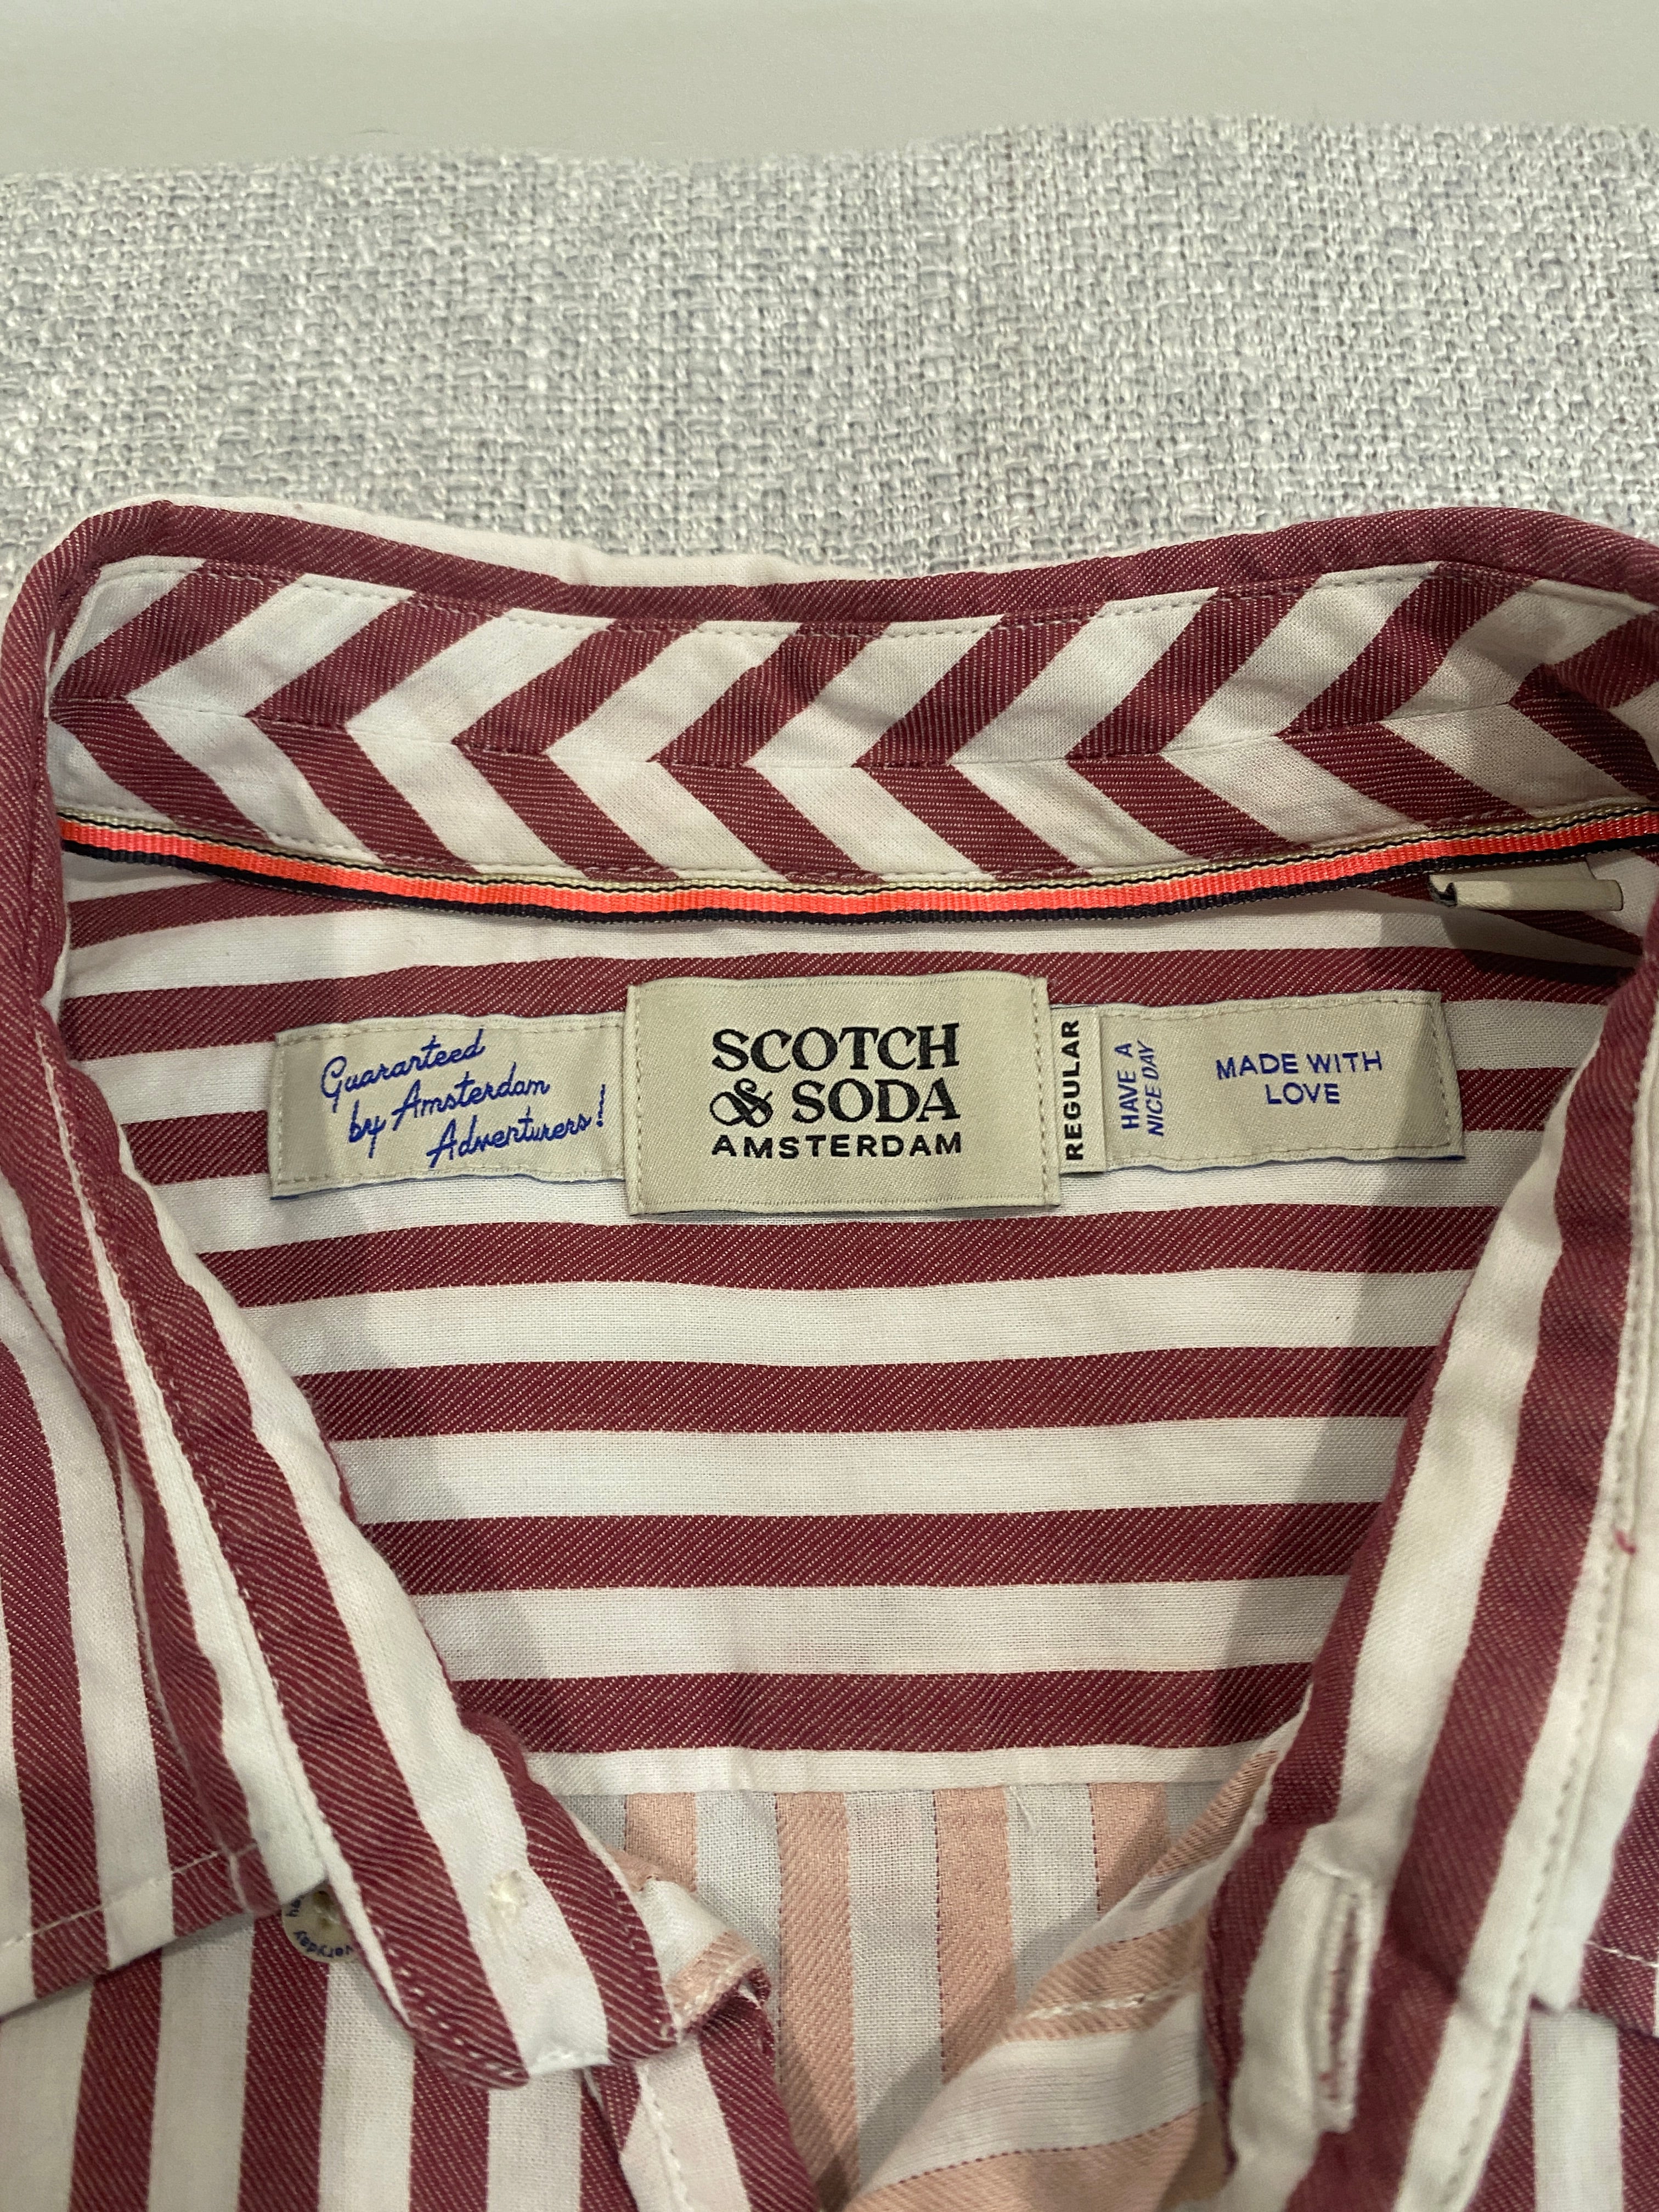 Guaranteed
by Amsterdam
Adventurers!
SCOTCH
& SODA
AMSTERDAM
REGULAR
HAVE A
NICE DAY
MADE WITH
LOVE